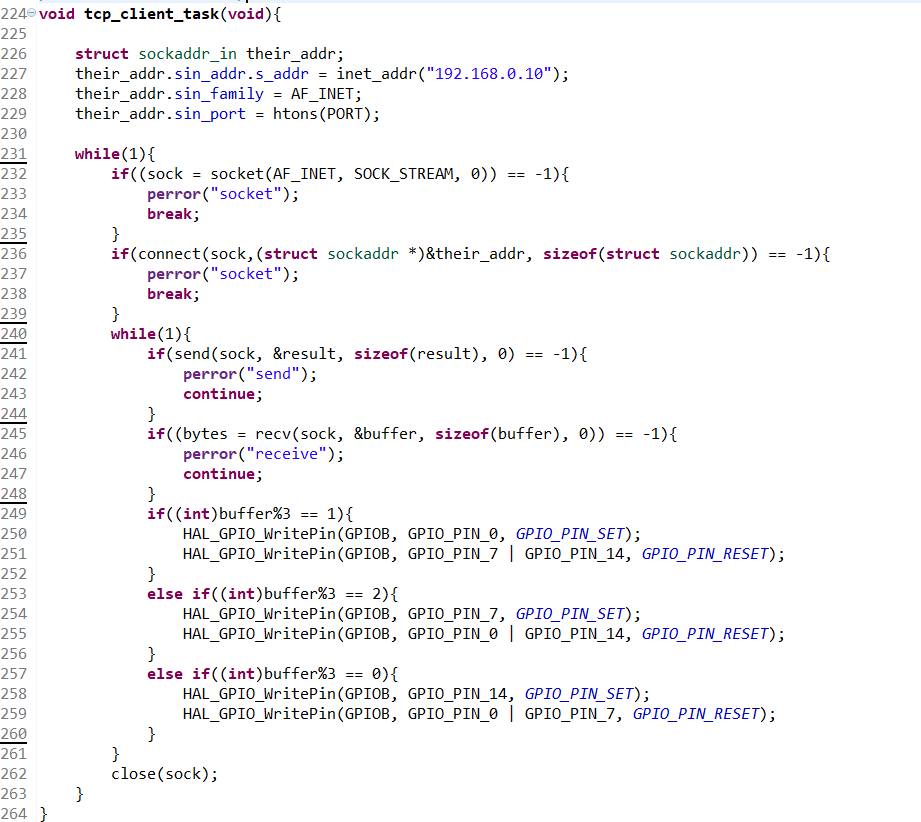 224 void tcp_client_task(void){
225
226 struct sockaddr_in their_addr;
227 their_addr.sin_addr.s_addr = inet_addr("192.168.0.10");
228 their_addr.sin_family = AF_INET;
229 their_addr.sin_port = htons(PORT);
230
231 while(1){
232 if((sock = socket(AF_INET, SOCK_STREAM, 0)) == -1){
233 perror("socket");
234 break;
235 }
236 if(connect(sock,(struct sockaddr *)&their_addr, sizeof(struct sockaddr)) == -1){
237 perror("socket");
238 break;
239 }
240 while(1){
241 if(send(sock, &result, sizeof(result), 0) == -1){
242 perror("send");
243 continue;
244 }
245 if((bytes = recv(sock, &buffer, sizeof(buffer), 0)) == -1){
246 perror("receive");
247 continue;
248 }
249 if((int)buffer%3 == 1){
250 HAL_GPIO_WritePin(GPIOB, GPIO_PIN_0, GPIO_PIN_SET);
251 HAL_GPIO_WritePin(GPIOB, GPIO_PIN_7 | GPIO_PIN_14, GPIO_PIN_RESET);
252 }
253 else if((int)buffer%3 == 2){
254 HAL_GPIO_WritePin(GPIOB, GPIO_PIN_7, GPIO_PIN_SET);
255 HAL_GPIO_WritePin(GPIOB, GPIO_PIN_0 | GPIO_PIN_14, GPIO_PIN_RESET);
256 }
257 else if((int)buffer%3 == 0){
258 HAL_GPIO_WritePin(GPIOB, GPIO_PIN_14, GPIO_PIN_SET);
259 HAL_GPIO_WritePin(GPIOB, GPIO_PIN_0 | GPIO_PIN_7, GPIO_PIN_RESET);
260 }
261 }
262 close(sock);
263 }
264 }